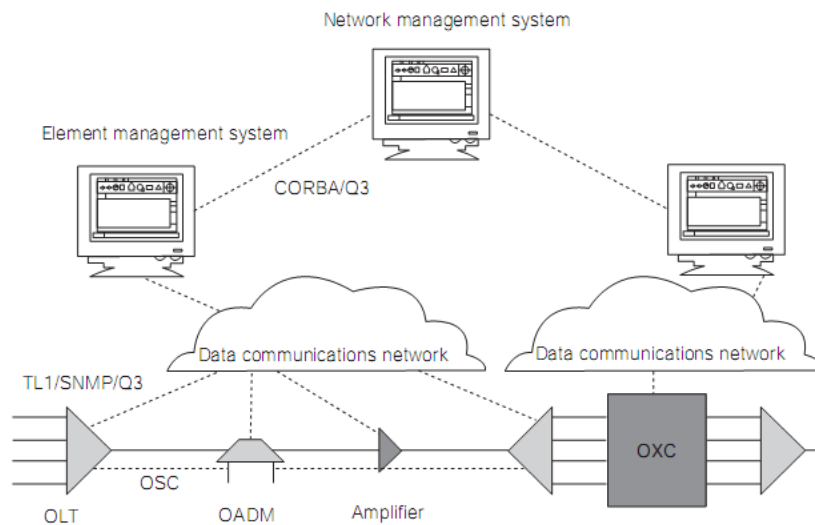 Network management system
Element management system
CORBA/Q3
Data communications network
Data communications network
TL1/SNMP/Q3
OXC
OSC
OLT
OADM
Amplifier